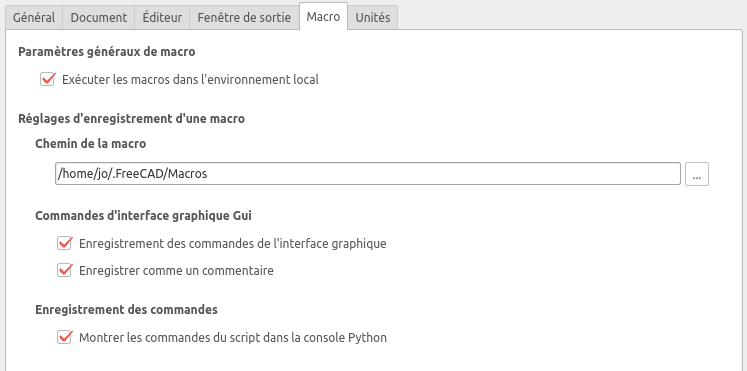 Général Document Éditeur Fenêtre de sortie Macro Unités
Paramètres généraux de macro
Exécuter les macros dans l'environnement local
Réglages d'enregistrement d'une macro
Chemin de la macro
/home/jo/.FreeCAD/Macros ...
Commandes d'interface graphique Gui
Enregistrement des commandes de l'interface graphique
Enregistrer comme un commentaire
Enregistrement des commandes
Montrer les commandes du script dans la console Python